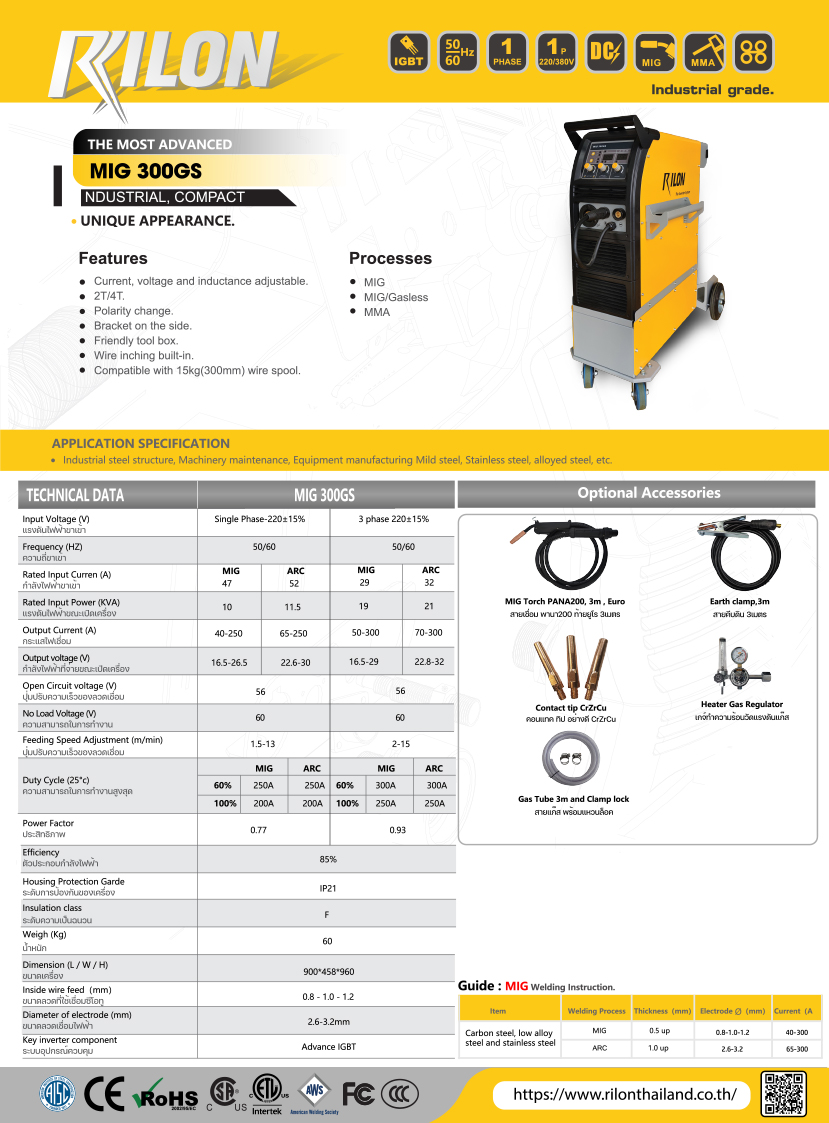 RILON
IGBT
50
60
Hz
1
PHASE
1 P
220/380V
DC
MIG
MMA
Industrial grade.
THE MOST ADVANCED
MIG 300GS
NDUSTRIAL, COMPACT
• UNIQUE APPEARANCE.
Features
● Current, voltage and inductance adjustable.
● 2T/4T.
● Polarity change.
● Bracket on the side.
● Friendly tool box.
● Wire inching built-in.
● Compatible with 15kg(300mm) wire spool.
Processes
● MIG
● MIG/Gasless
● MMA
RILON
APPLICATION SPECIFICATION
• Industrial steel structure, Machinery maintenance, Equipment manufacturing Mild steel, Stainless steel, alloyed steel, etc.
TECHNICAL DATA MIG 300GS
Input Voltage (V) Single Phase-220±15% 3 phase 220±15%
แรงดันไฟฟ้าขาเข้า
Frequency (HZ) 50/60 50/60
ความถี่ขาเข้า
Rated Input Curren (A) MIG ARC MIG ARC
กำลังไฟฟ้าขาเข้า 47 52 29 32
Rated Input Power (KVA) 10 11.5 19 21
แรงดันไฟฟ้าขณะเปิดเครื่อง
Output Current (A) 40-250 65-250 50-300 70-300
กระแสไฟเชื่อม
Output voltage (V) 16.5-26.5 22.6-30 16.5-29 22.8-32
กำลังไฟฟ้าที่จ่ายขณะเปิดเครื่อง
Open Circuit voltage (V) 56 56
ปุ่มปรับความเร็วของลวดเชื่อม
No Load Voltage (V) 60 60
ความสามารถในการทำงาน
Feeding Speed Adjustment (m/min) 1.5-13 2-15
ปุ่มปรับความเร็วของลวดเชื่อม
MIG ARC MIG ARC
Duty Cycle (25°c) 60% 250A 250A 60% 300A 300A
ความสามารถในการทำงานสูงสุด
100% 200A 200A 100% 250A 250A
Power Factor 0.77 0.93
ประสิทธิภาพ
Efficiency 85%
ตัวประกอบกำลังไฟฟ้า
Housing Protection Garde IP21
ระดับการป้องกันของเครื่อง
Insulation class F
ระดับความเป็นฉนวน
Weigh (Kg) 60
น้ำหนัก
Dimension (L / W / H) 900*458*960
ขนาดเครื่อง
Inside wire feed (mm) 0.8 - 1.0 - 1.2
ขนาดลวดที่ใช้เชื่อมซีโอทู
Diameter of electrode (mm) 2.6-3.2mm
ขนาดลวดเชื่อมไฟฟ้า
Key inverter component Advance IGBT
ระบบอุปกรณ์ควบคุม
Optional Accessories
MIG Torch PANA200, 3m , Euro
สายเชื่อม พานา200 ท้ายยูโร 3เมตร
Earth clamp,3m
สายคีบดิน 3เมตร
Contact tip CrZrCu
คอนแทค ทิป อย่างดี CrZrCu
Heater Gas Regulator
เกจ์ทำความร้อนวัดแรงดันแก๊ส
Gas Tube 3m and Clamp lock
สายแก๊ส พร้อมแหวนล็อค
Guide : MIG Welding Instruction.
Item Welding Process Thickness (mm) Electrode ∅ (mm) Current (A
Carbon steel, low alloy
steel and stainless steel
MIG 0.5 up 0.8-1.0-1.2 40-300
ARC 1.0 up 2.6-3.2 65-300
AISC
CE
RoHS
2002/95/EC
C SA US
C ETL US
Intertek
AWS
American Welding Society
FC
CCC
https://www.rilonthailand.co.th/